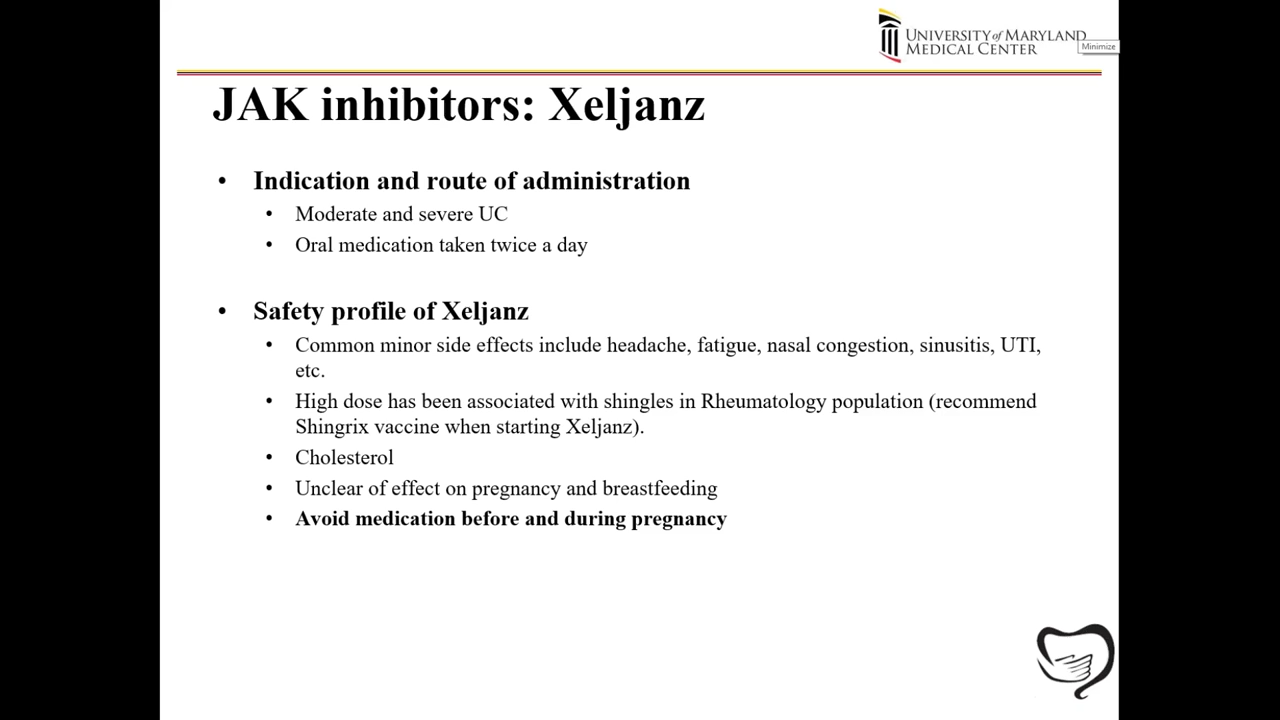 UNIVERSITY of MARYLAND
MEDICAL CENTER
Minimize
JAK inhibitors: Xeljanz
• Indication and route of administration
• Moderate and severe UC
• Oral medication taken twice a day
• Safety profile of Xeljanz
• Common minor side effects include headache, fatigue, nasal congestion, sinusitis, UTI,
etc.
• High dose has been associated with shingles in Rheumatology population (recommend
Shingrix vaccine when starting Xeljanz).
• Cholesterol
• Unclear of effect on pregnancy and breastfeeding
• Avoid medication before and during pregnancy